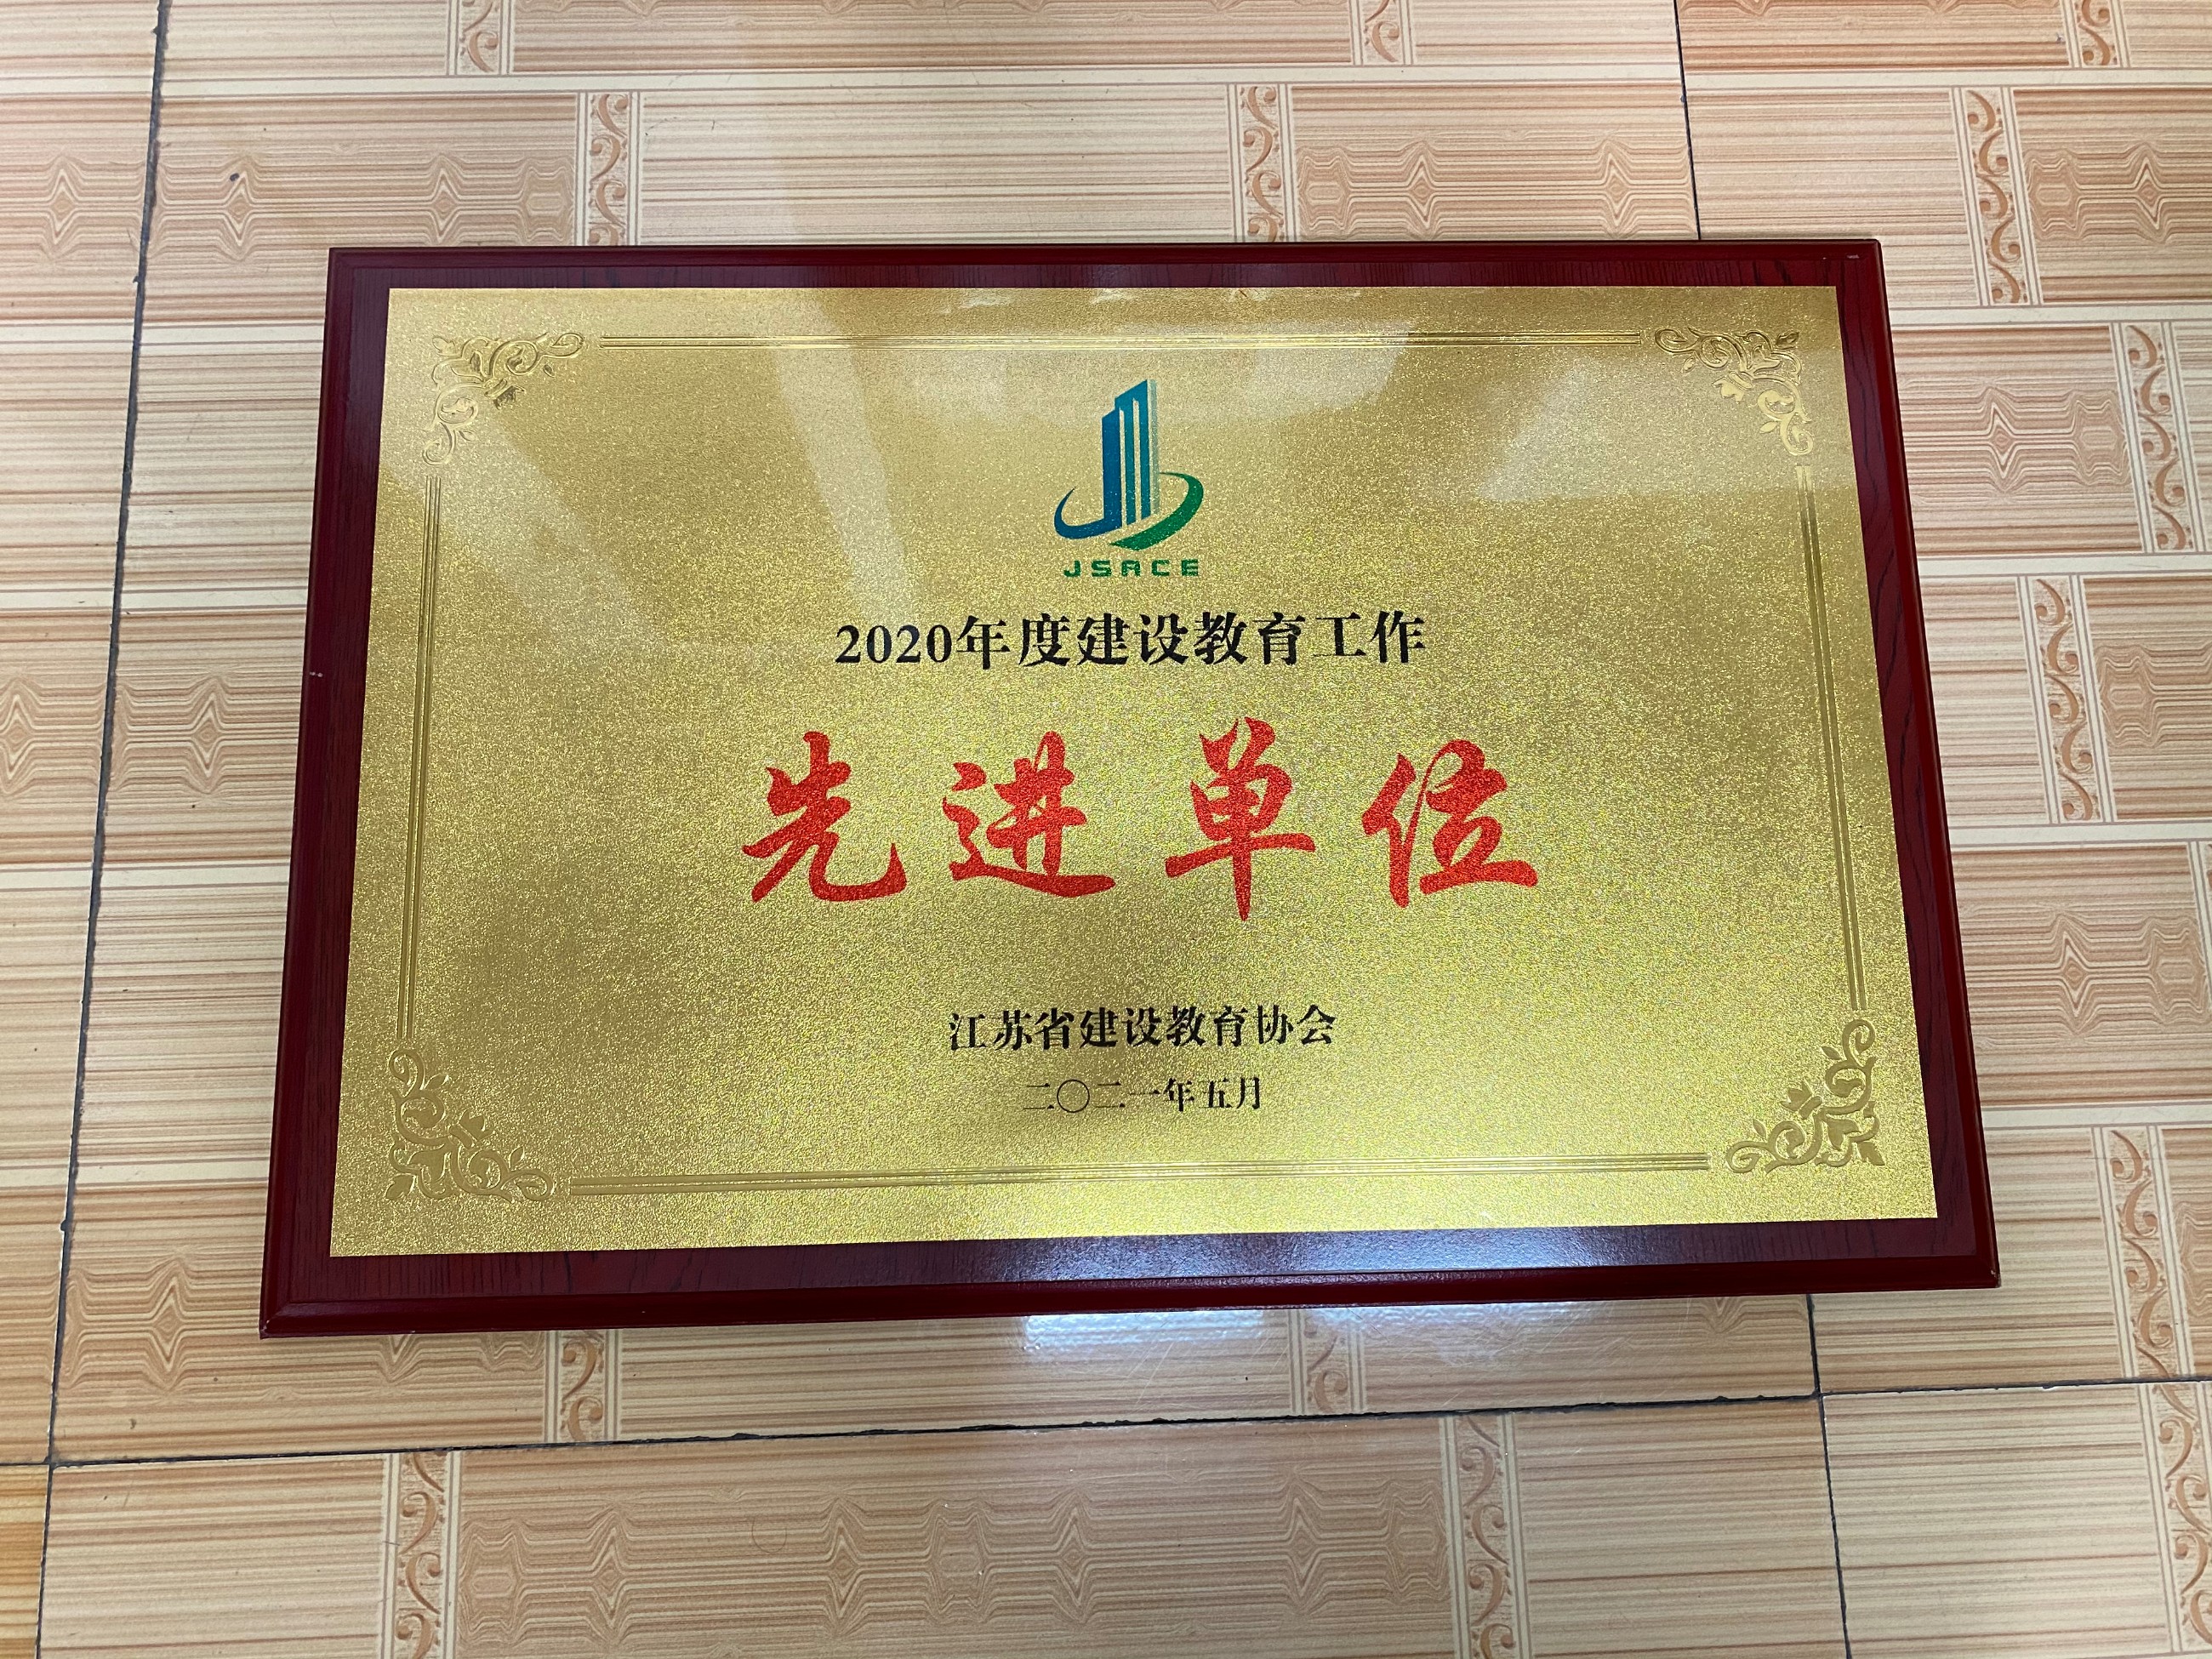 JSACE
2020年度建设教育工作
先进单位
江苏省建设教育协会
二〇二一年五月